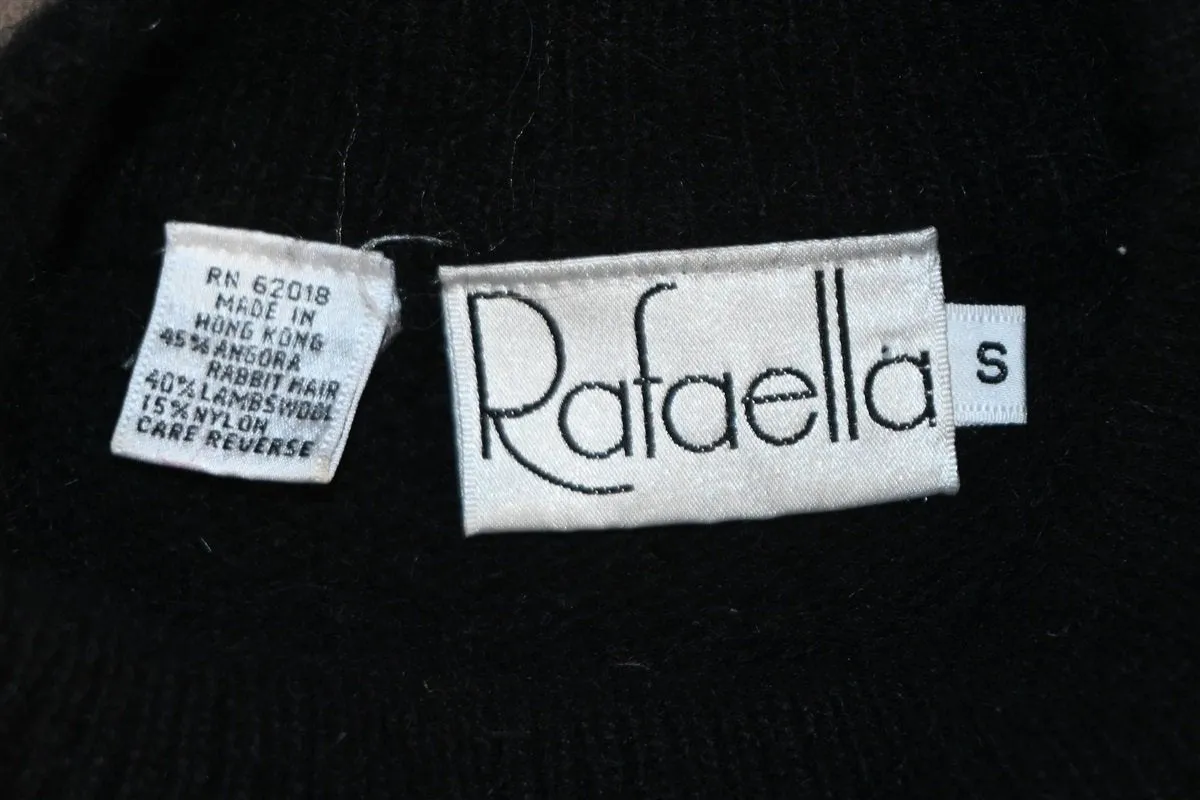 RN 62018
MADE IN
HONG KONG
45% ANGORA
RABBIT HAIR
40% LAMBSWOOL
15% NYLON
CARE REVERSE
Rafaella
S